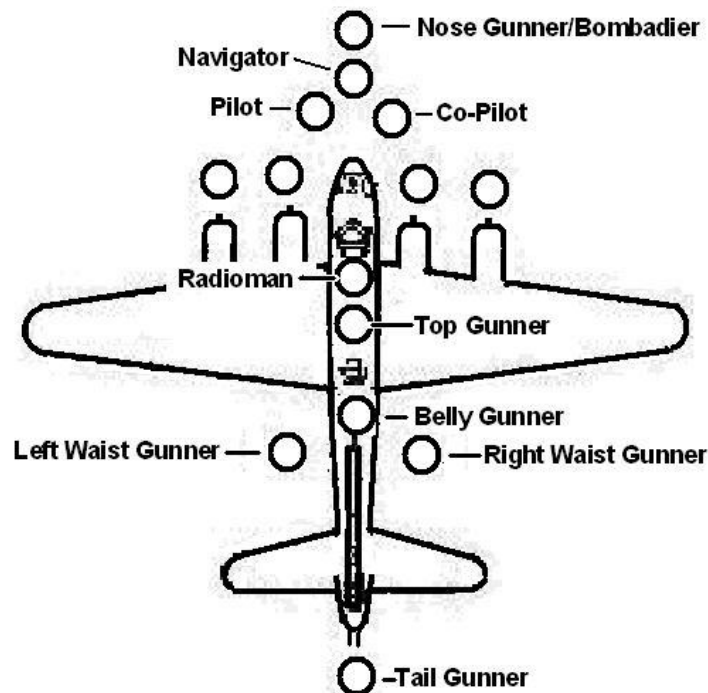 Nose Gunner/Bombadier
Navigator
Pilot
Co-Pilot
Radioman
Top Gunner
Belly Gunner
Left Waist Gunner
Right Waist Gunner
Tail Gunner